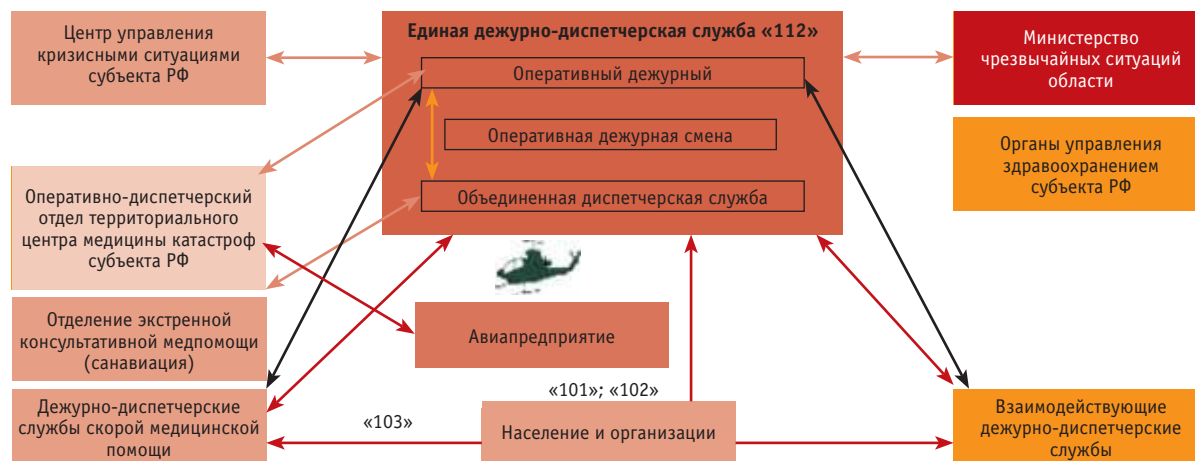 Центр управления
кризисными ситуациями
субъекта РФ
Единая дежурно-диспетчерская служба «112»
Оперативный дежурный
Оперативная дежурная смена
Объединенная диспетчерская служба
Министерство
чрезвычайных ситуаций
области
Органы управления
здравоохранением
субъекта РФ
Оперативно-диспетчерский
отдел территориального
центра медицины катастроф
субъекта РФ
Отделение экстренной
консультативной медпомощи
(санавиация)
Авиапредприятие
Дежурно-диспетчерские
службы скорой медицинской
помощи
«103»
«101»; «102»
Население и организации
Взаимодействующие
дежурно-диспетчерские
службы